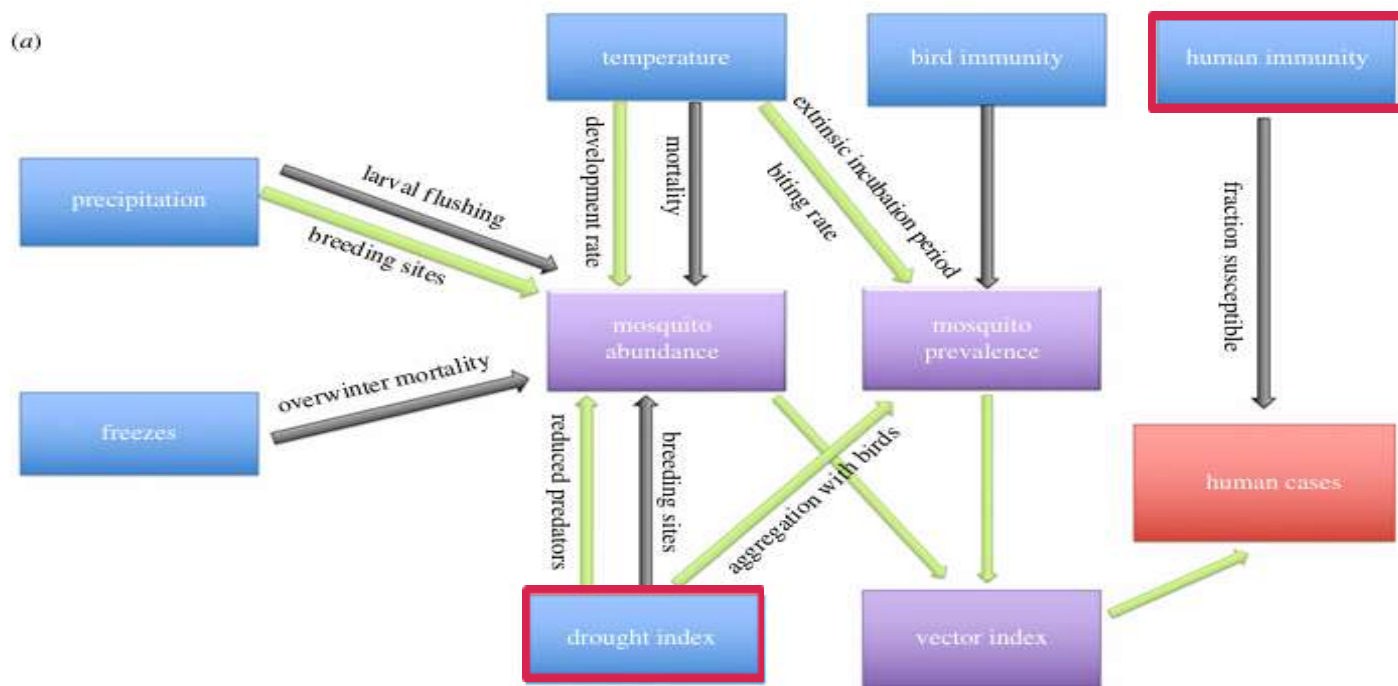 (a)
temperature
bird immunity
human immunity
precipitation
larval flushing
breeding sites
development rate
mortality
extrinsic incubation period
biting rate
fraction susceptible
mosquito
abundance
mosquito
prevalence
freezes
overwinter mortality
reduced predators
breeding sites
aggregation with birds
human cases
drought index
vector index